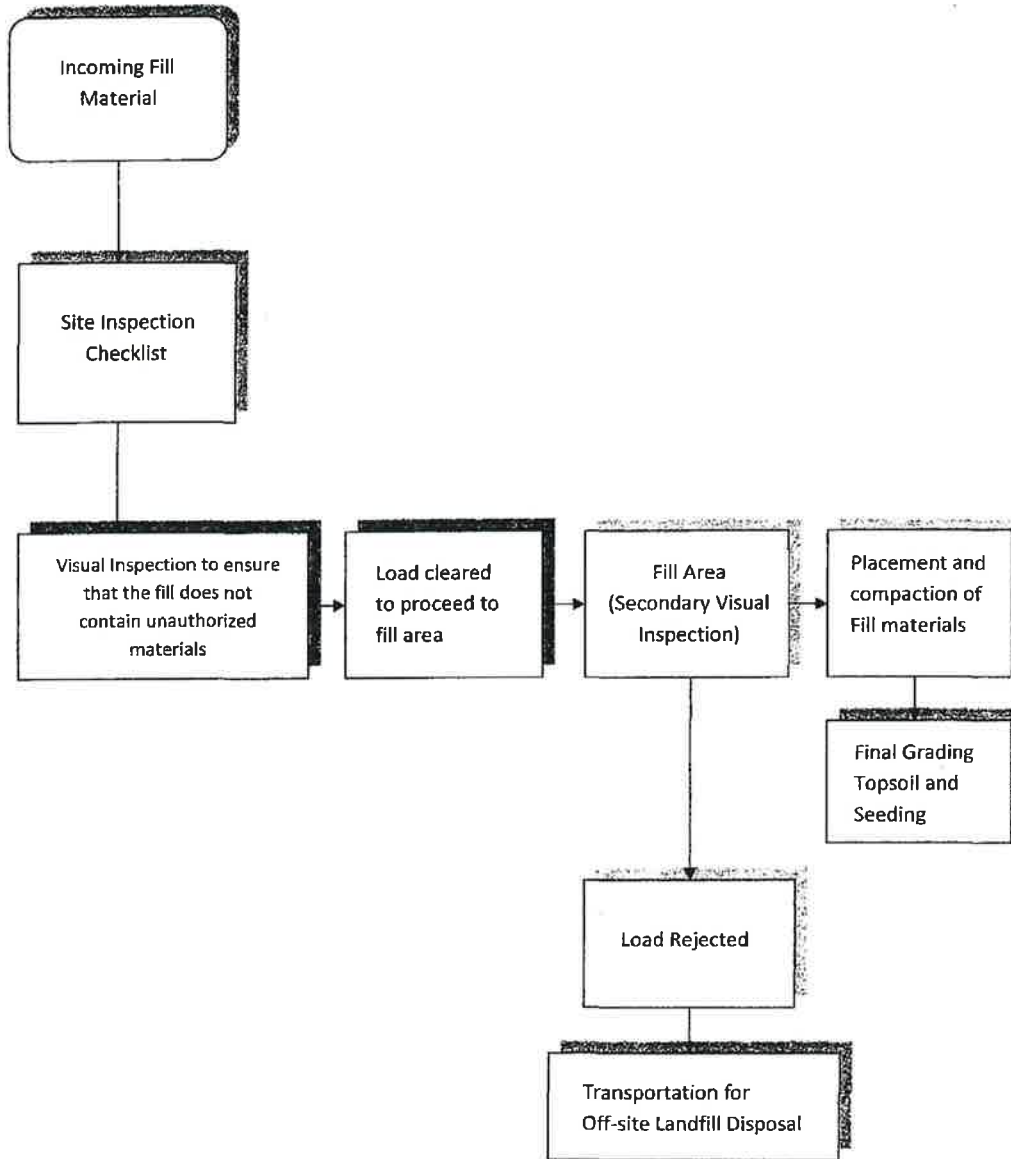 Incoming Fill
Material
Site Inspection
Checklist
Visual Inspection to ensure
that the fill does not
contain unauthorized
materials
Load cleared
to proceed to
fill area
Fill Area
(Secondary Visual
Inspection)
Placement and
compaction of
Fill materials
Final Grading
Topsoil and
Seeding
Load Rejected
Transportation for
Off-site Landfill Disposal